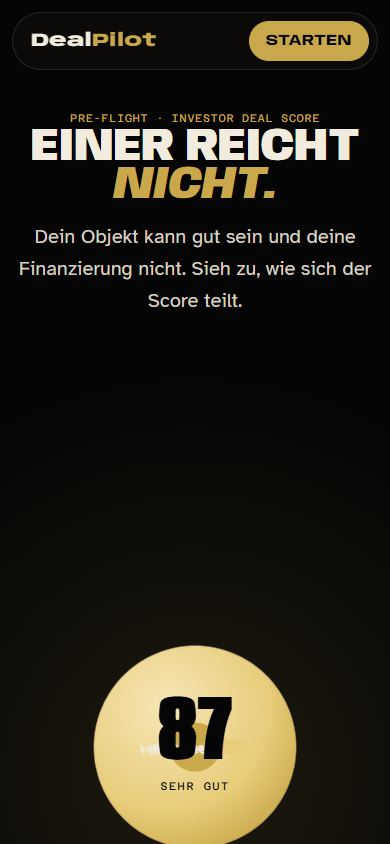 DealPilot
STARTEN
PRE-FLIGHT · INVESTOR DEAL SCORE
EINER REICHT
NICHT.
Dein Objekt kann gut sein und deine
Finanzierung nicht. Sieh zu, wie sich der
Score teilt.
87
SEHR GUT